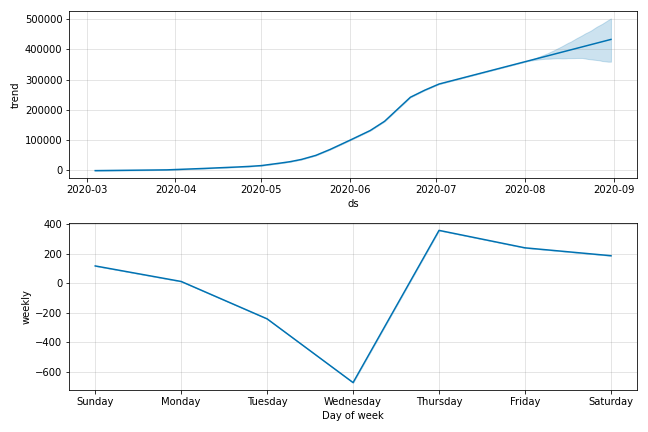 500000
400000
300000
200000
100000
0
trend
2020-03 2020-04 2020-05 2020-06 2020-07 2020-08 2020-09
ds
400
200
0
−200
−400
−600
weekly
Sunday Monday Tuesday Wednesday Thursday Friday Saturday
Day of week